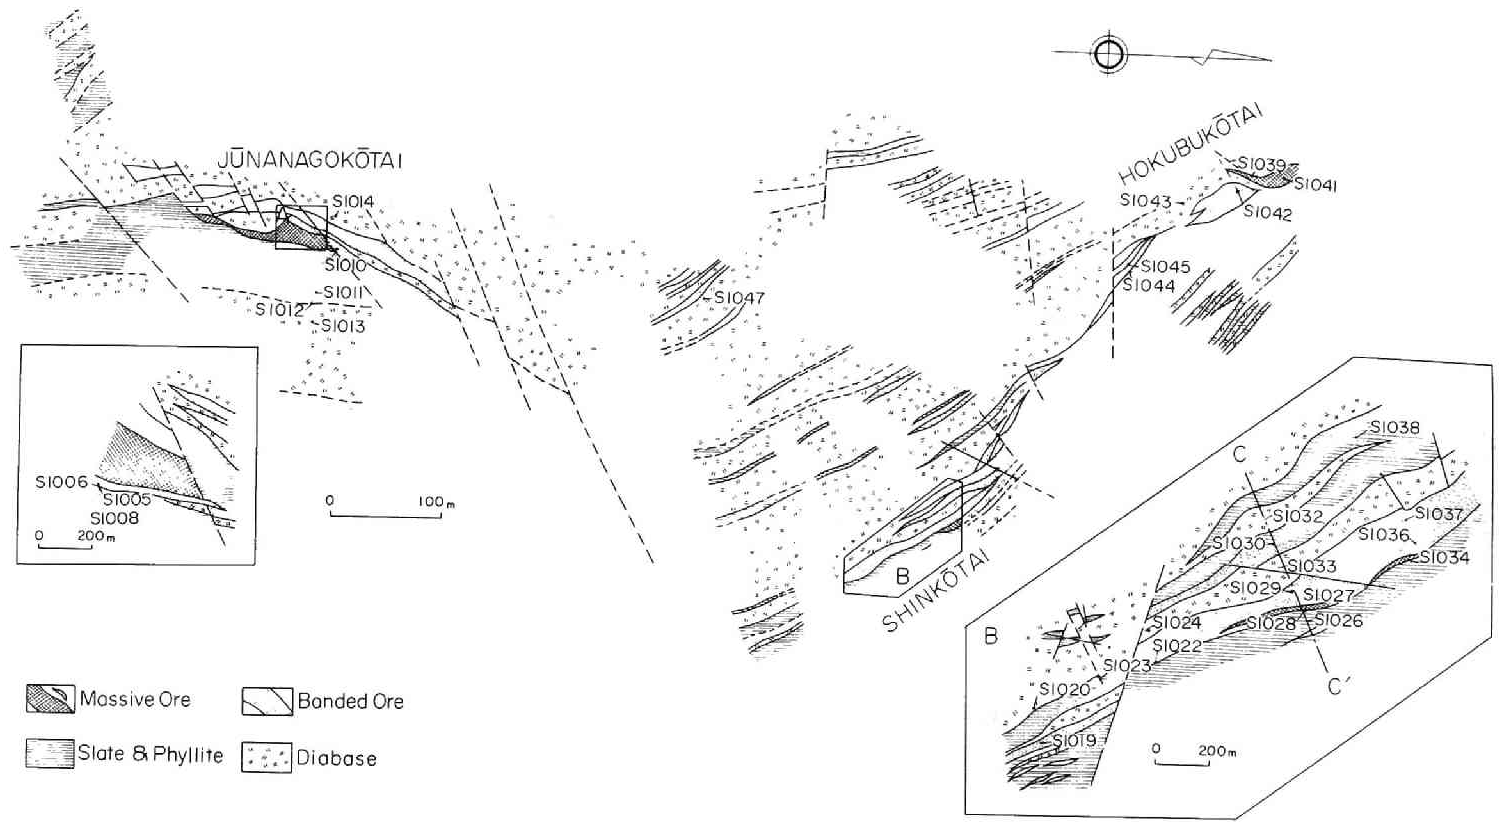 JŪNANAGOKŌTAI
HOKUBUKŌTAI
S1039
S1041
S1043
S1042
S1014
S1010
S1045
S1044
S1011
S1012
S1013
S1047
S1006
S1005
S1008
0 200m
0 100m
B
SHINKŌTAI
S1038
C
S1032
S1037
S1030
S1036
S1034
S1033
S1029
S1027
S1024
S1028
S1026
B
S1022
S1023
C'
S1020
S1019
0 200m
Massive Ore
Banded Ore
Slate & Phyllite
Diabase